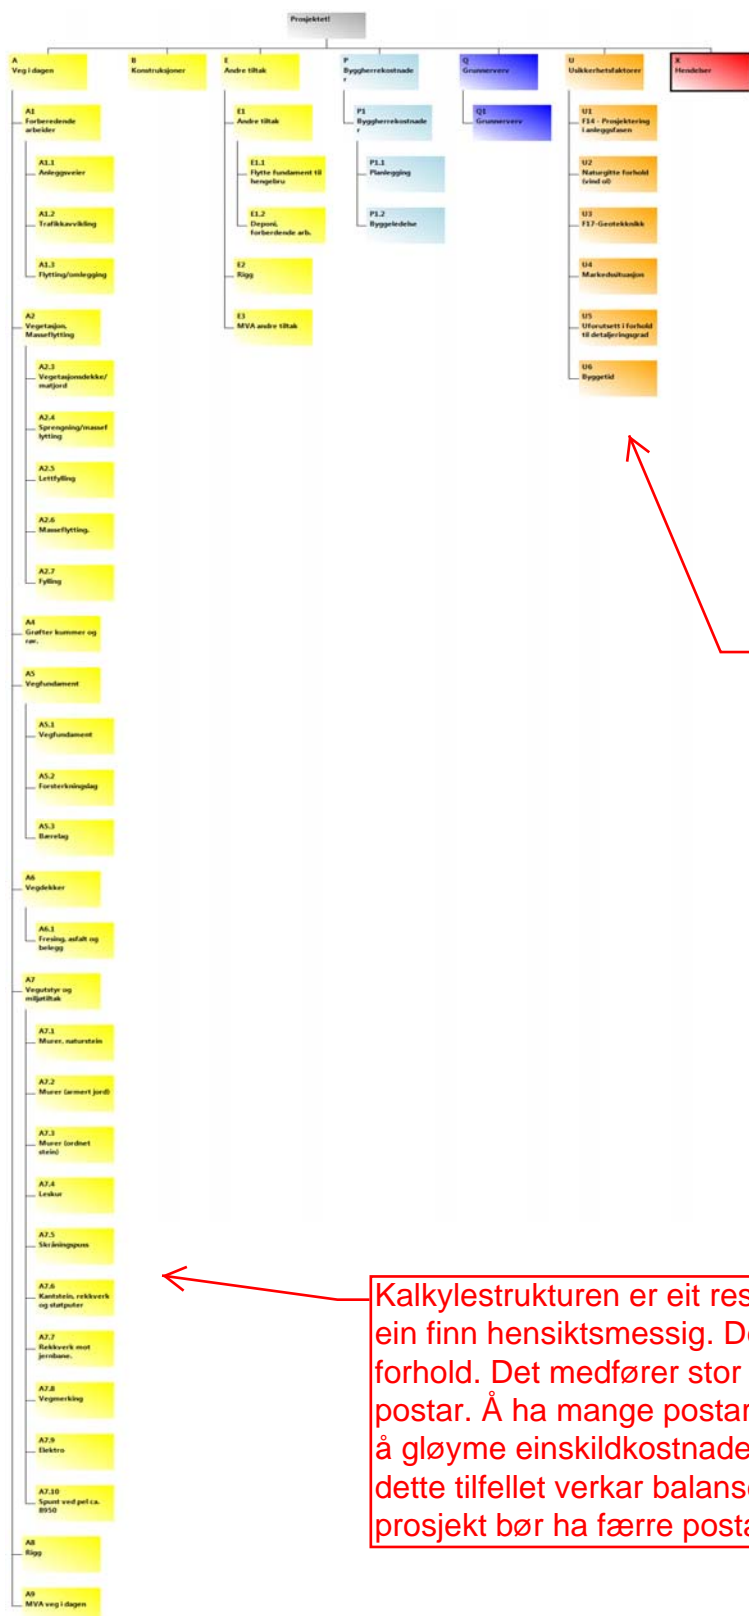 Prosjektet!
A
Veg i dagen
B
Konstruksjoner
E
Andre tiltak
P
Byggherrekostnade
r
Q
Grunnerverv
U
Usikkerhetsfaktorer
X
Hendelser
A1
Forberedende
arbeider
A1.1
Anleggsveier
A1.2
Trafikkavvikling
A1.3
Flytting/omlegging
A2
Vegetasjon,
Masseflytting
A2.3
Vegetasjonsdekke/
matjord
A2.4
Sprengning/massef
lytting
A2.5
Lettfylling
A2.6
Masseflytting.
A2.7
Fylling
A4
Grøfter kummer og
rør.
A5
Vegfundament
A5.1
Vegfundament
A5.2
Forsterkningslag
A5.3
Bærelag
A6
Vegdekker
A6.1
Fresing, asfalt og
belegg
A7
Vegutstyr og
miljøtiltak
A7.1
Murer, naturstein
A7.2
Murer (armert jord)
A7.3
Murer (ordnet
stein)
A7.4
Leskur
A7.5
Skråningspuss
A7.6
Kantstein, rekkverk
og støtputer
A7.7
Rekkverk mot
jernbane.
A7.8
Vegmerking
A7.9
Elektro
A7.10
Spunt ved pel ca.
8950
A8
Rigg
A9
MVA veg i dagen
E1
Andre tiltak
E1.1
Flytte fundament til
hengebru
E1.2
Deponi,
forberdende arb.
E2
Rigg
E3
MVA andre tiltak
P1
Byggherrekostnade
r
P1.1
Planlegging
P1.2
Byggeledelse
Q1
Grunnerverv
U1
F14 - Prosjektering
i anleggsfasen
U2
Naturgitte forhold
(vind ol)
U3
F17-Geotekknikk
U4
Markedssituasjon
U5
Uforutsett i forhold
til detaljeringsgrad
U6
Byggetid
Kalkylestrukturen er eit res
ein finn hensiktsmessig. De
forhold. Det medfører stor
postar. Å ha mange postar
å gløyme einskildkostnade
dette tilfellet verkar balanse
prosjekt bør ha færre posta